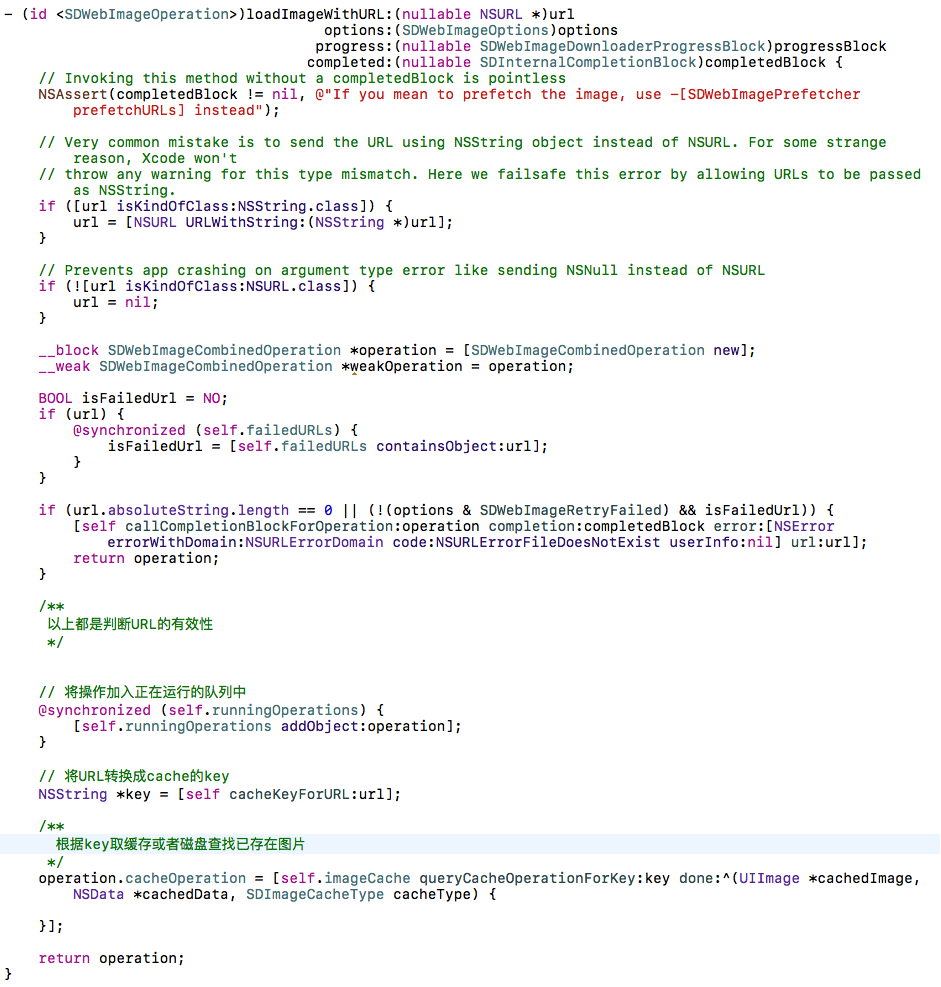 - (id <SDWebImageOperation>)loadImageWithURL:(nullable NSURL *)url
                                     options:(SDWebImageOptions)options
                                    progress:(nullable SDWebImageDownloaderProgressBlock)progressBlock
                                   completed:(nullable SDInternalCompletionBlock)completedBlock {
    // Invoking this method without a completedBlock is pointless
    NSAssert(completedBlock != nil, @"If you mean to prefetch the image, use -[SDWebImagePrefetcher
        prefetchURLs] instead");

    // Very common mistake is to send the URL using NSString object instead of NSURL. For some strange
        reason, Xcode won't
    // throw any warning for this type mismatch. Here we failsafe this error by allowing URLs to be passed
        as NSString.
    if ([url isKindOfClass:NSString.class]) {
        url = [NSURL URLWithString:(NSString *)url];
    }

    // Prevents app crashing on argument type error like sending NSNull instead of NSURL
    if (![url isKindOfClass:NSURL.class]) {
        url = nil;
    }

    __block SDWebImageCombinedOperation *operation = [SDWebImageCombinedOperation new];
    __weak SDWebImageCombinedOperation *weakOperation = operation;

    BOOL isFailedUrl = NO;
    if (url) {
        @synchronized (self.failedURLs) {
            isFailedUrl = [self.failedURLs containsObject:url];
        }
    }

    if (url.absoluteString.length == 0 || (!(options & SDWebImageRetryFailed) && isFailedUrl)) {
        [self callCompletionBlockForOperation:operation completion:completedBlock error:[NSError
            errorWithDomain:NSURLErrorDomain code:NSURLErrorFileDoesNotExist userInfo:nil] url:url];
        return operation;
    }

    /**
     以上都是判断URL的有效性
     */

    // 将操作加入正在运行的队列中
    @synchronized (self.runningOperations) {
        [self.runningOperations addObject:operation];
    }

    // 将URL转换成cache的key
    NSString *key = [self cacheKeyForURL:url];

    /**
      根据key取缓存或者磁盘查找已存在图片
     */
    operation.cacheOperation = [self.imageCache queryCacheOperationForKey:key done:^(UIImage *cachedImage,
        NSData *cachedData, SDImageCacheType cacheType) {

    }];

    return operation;
}